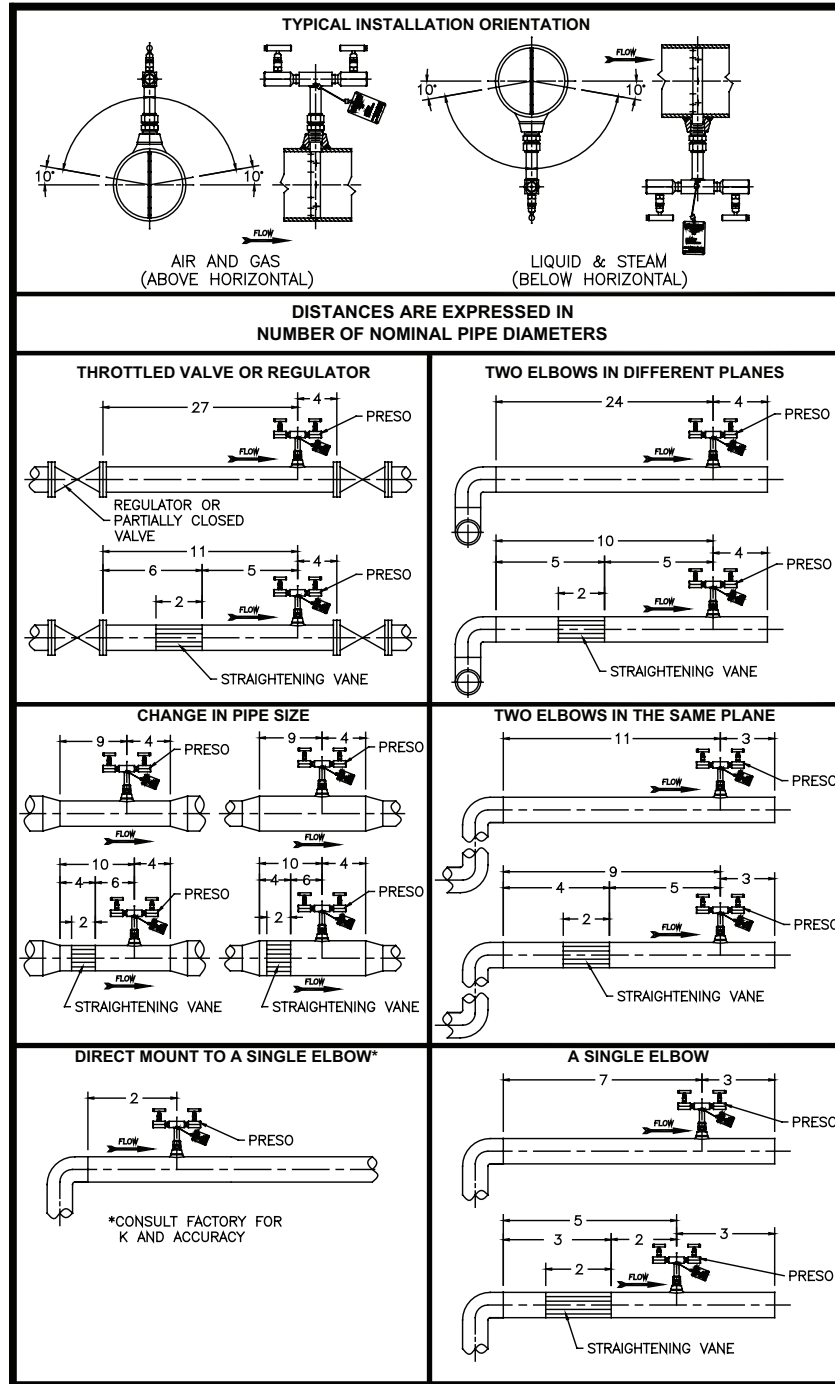 TYPICAL INSTALLATION ORIENTATION
10°
10°
FLOW
AIR AND GAS
(ABOVE HORIZONTAL)
FLOW
10°
10°
LIQUID & STEAM
(BELOW HORIZONTAL)
DISTANCES ARE EXPRESSED IN
NUMBER OF NOMINAL PIPE DIAMETERS
THROTTLED VALVE OR REGULATOR
27
4
PRESO
FLOW
REGULATOR OR
PARTIALLY CLOSED
VALVE
11
4
6
5
PRESO
2
FLOW
STRAIGHTENING VANE
TWO ELBOWS IN DIFFERENT PLANES
24
4
PRESO
FLOW
10
4
5
5
PRESO
2
FLOW
STRAIGHTENING VANE
CHANGE IN PIPE SIZE
9
4
PRESO
FLOW
9
4
PRESO
FLOW
10
4
4
6
PRESO
2
FLOW
STRAIGHTENING VANE
10
4
4
6
PRESO
2
FLOW
STRAIGHTENING VANE
TWO ELBOWS IN THE SAME PLANE
11
3
PRESO
FLOW
9
3
4
5
PRESO
2
FLOW
STRAIGHTENING VANE
DIRECT MOUNT TO A SINGLE ELBOW*
2
FLOW
PRESO
*CONSULT FACTORY FOR
K AND ACCURACY
A SINGLE ELBOW
7
3
PRESO
FLOW
5
3
3
2
PRESO
2
FLOW
STRAIGHTENING VANE